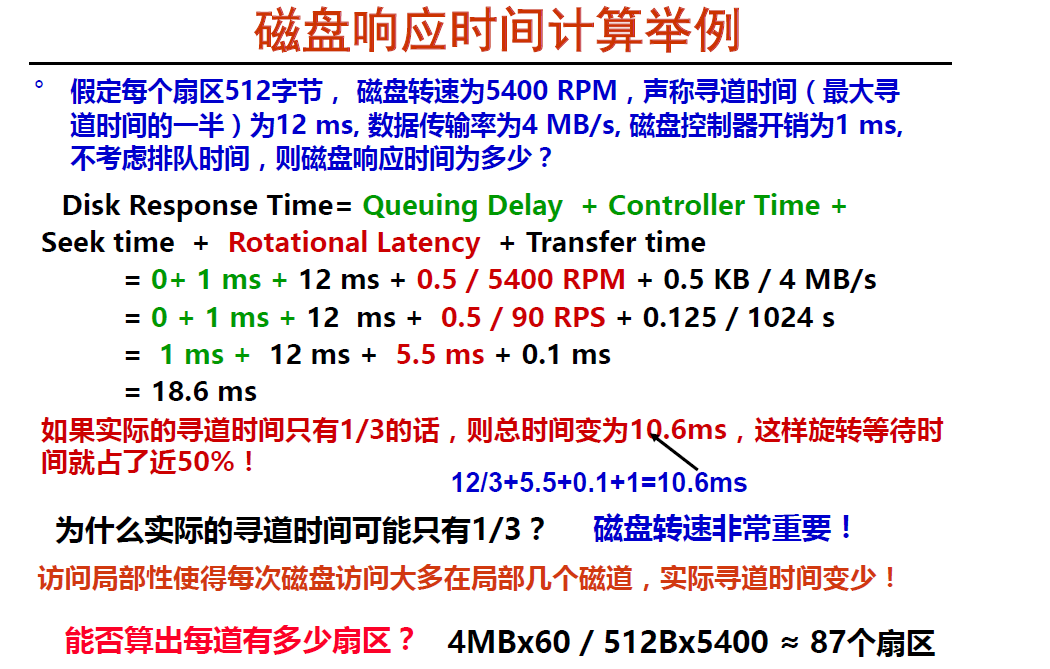 磁盘响应时间计算举例
° 假定每个扇区512字节， 磁盘转速为5400 RPM，声称寻道时间（最大寻
道时间的一半）为12 ms, 数据传输率为4 MB/s, 磁盘控制器开销为1 ms,
不考虑排队时间，则磁盘响应时间为多少？
Disk Response Time= Queuing Delay + Controller Time +
Seek time + Rotational Latency + Transfer time
= 0+ 1 ms + 12 ms + 0.5 / 5400 RPM + 0.5 KB / 4 MB/s
= 0 + 1 ms + 12 ms + 0.5 / 90 RPS + 0.125 / 1024 s
= 1 ms + 12 ms + 5.5 ms + 0.1 ms
= 18.6 ms
如果实际的寻道时间只有1/3的话，则总时间变为10.6ms，这样旋转等待时
间就占了近50%！
12/3+5.5+0.1+1=10.6ms
为什么实际的寻道时间可能只有1/3？ 磁盘转速非常重要！
访问局部性使得每次磁盘访问大多在局部几个磁道，实际寻道时间变少！
能否算出每道有多少扇区？ 4MBx60 / 512Bx5400 ≈ 87个扇区